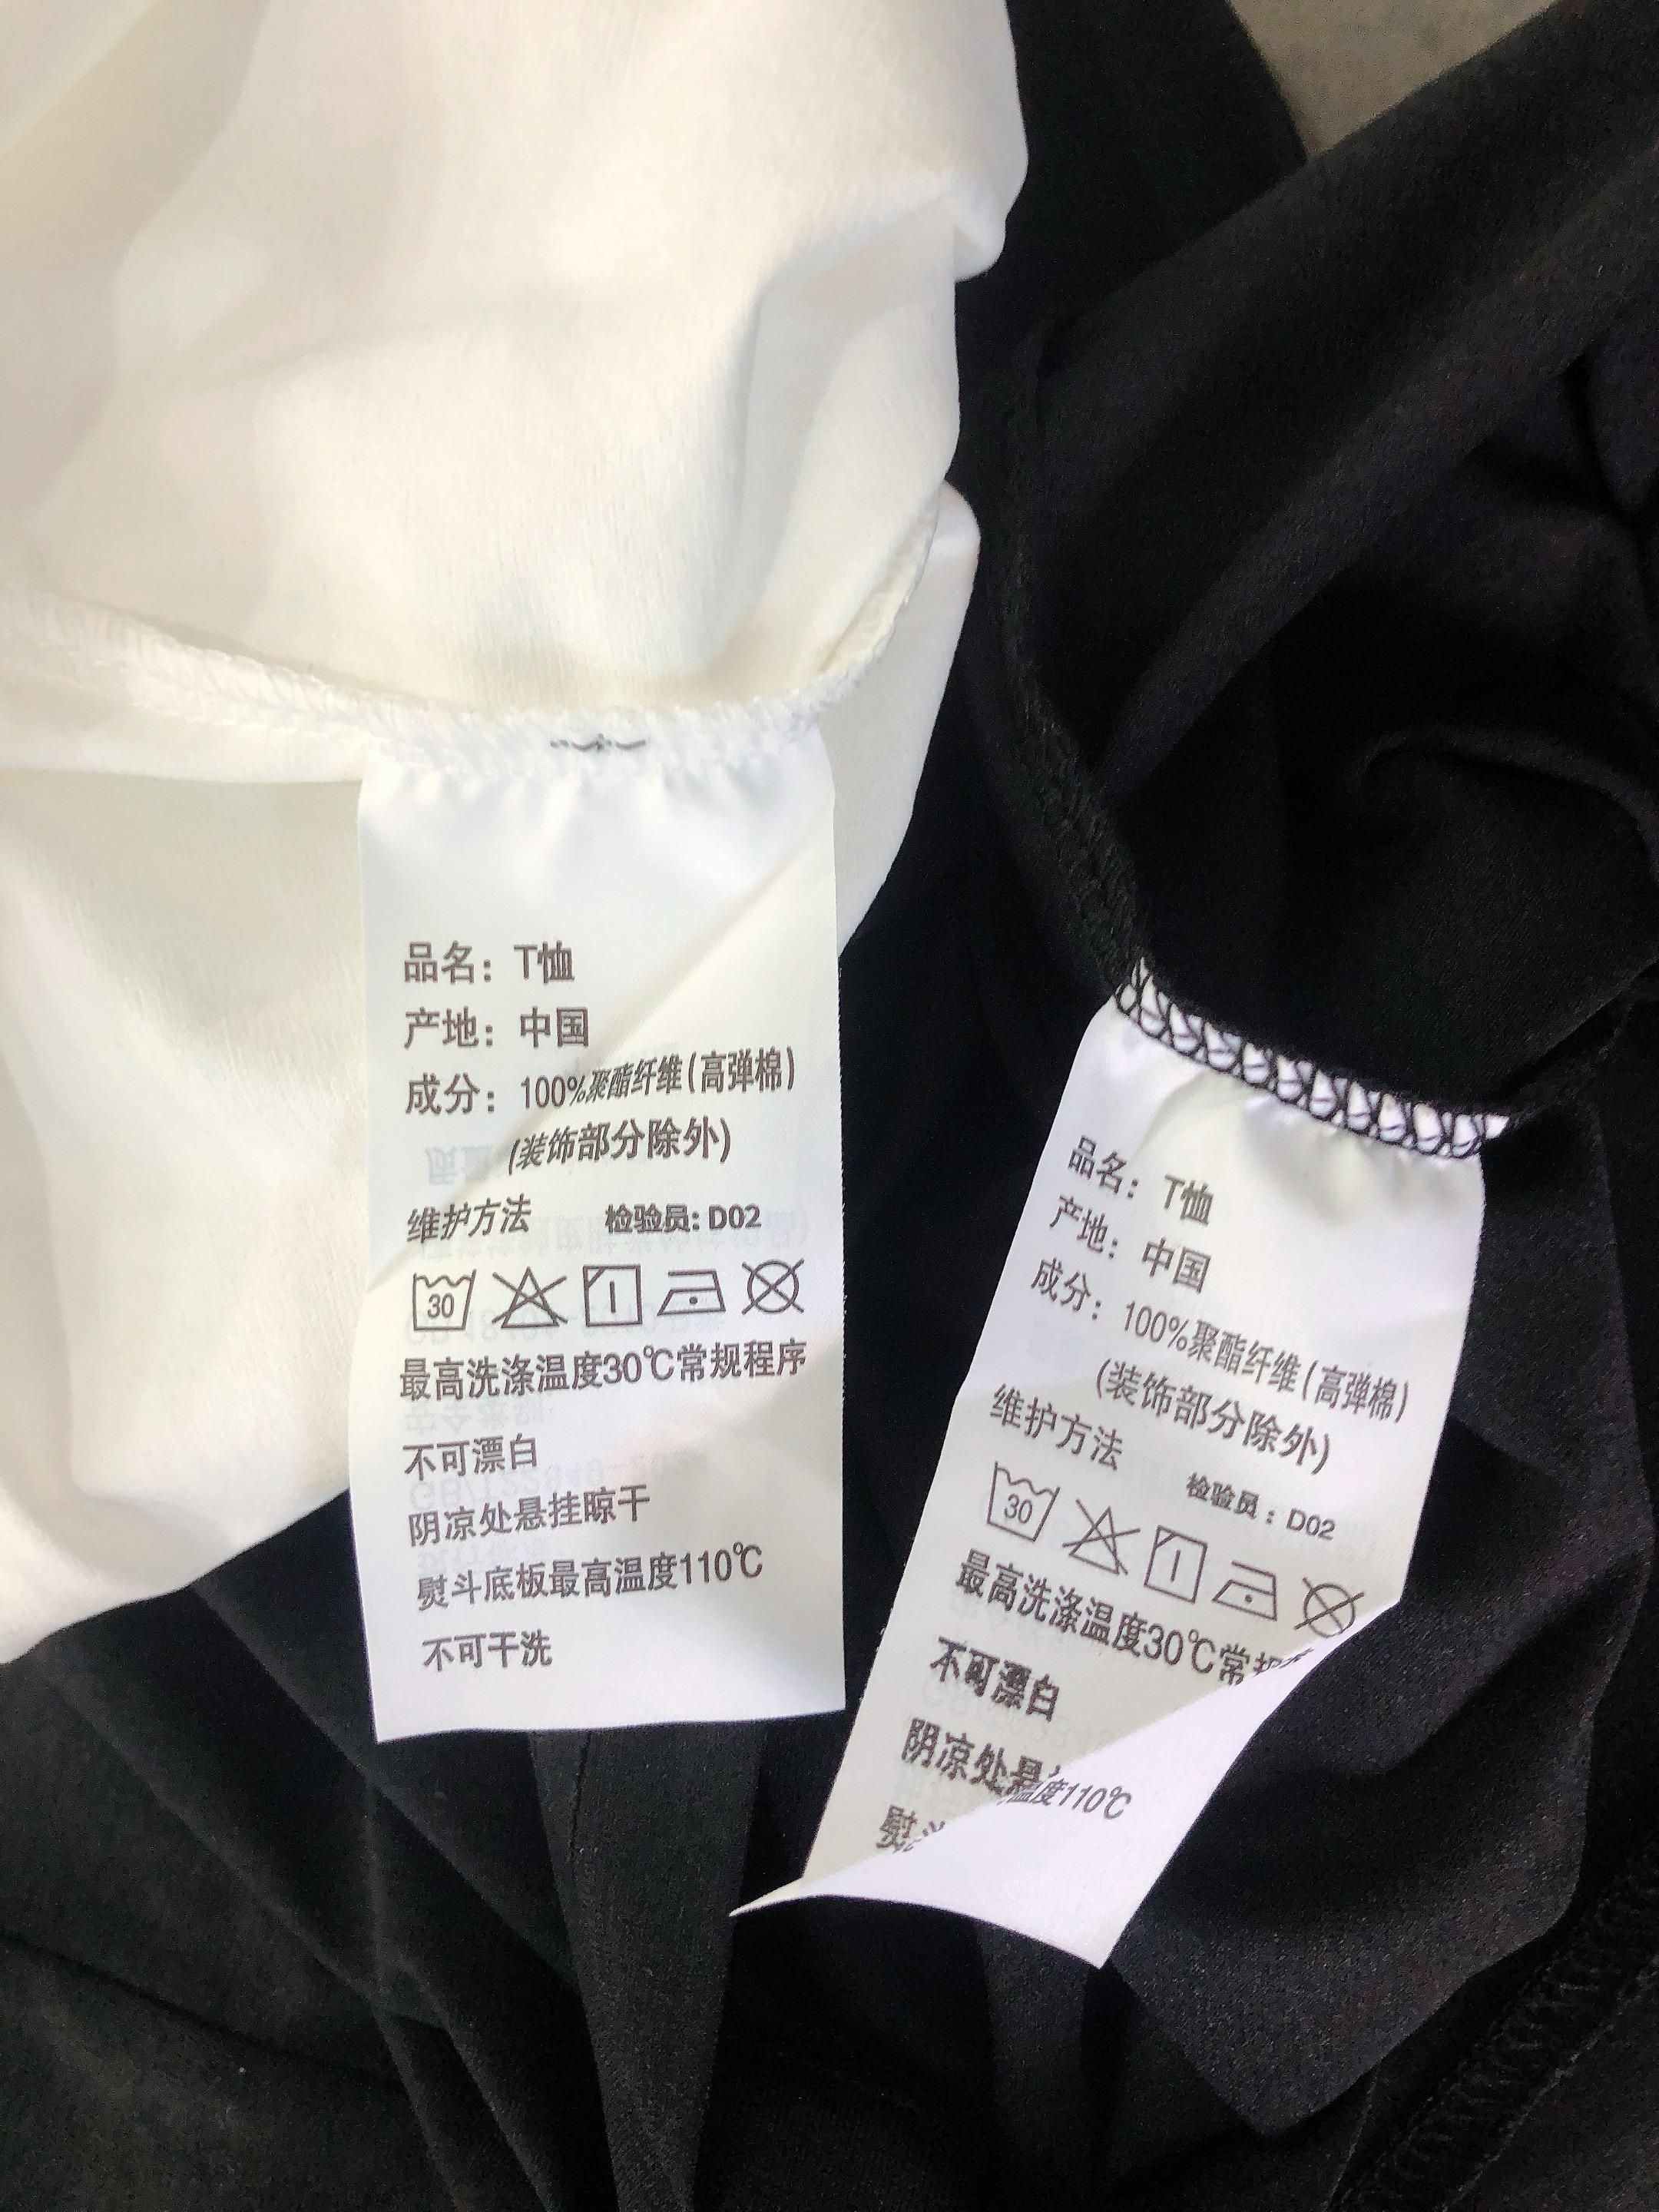 品名：T恤
产地：中国
成分：100%聚酯纤维(高弹棉)
(装饰部分除外)
维护方法 检验员：D02
30
最高洗涤温度30℃常规程序
不可漂白
阴凉处悬挂晾干
熨斗底板最高温度110℃
不可干洗
品名：T恤
产地：中国
成分：100%聚酯纤维(高弹棉)
(装饰部分除外)
维护方法 检验员：D02
30
最高洗涤温度30℃常规
不可漂白
阴凉处悬
温度110℃
熨斗